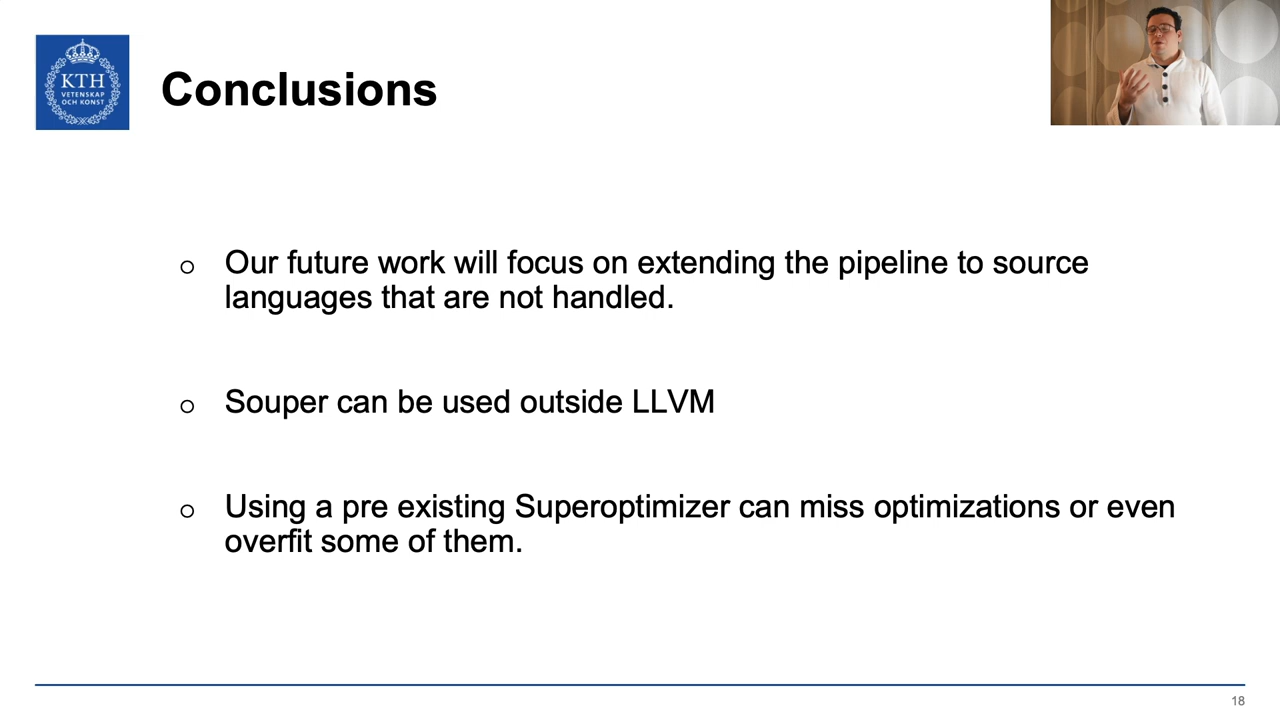 KTH
VETENSKAP
OCH KONST
Conclusions
Our future work will focus on extending the pipeline to source
languages that are not handled.
Souper can be used outside LLVM
Using a pre existing Superoptimizer can miss optimizations or even
overfit some of them.
18